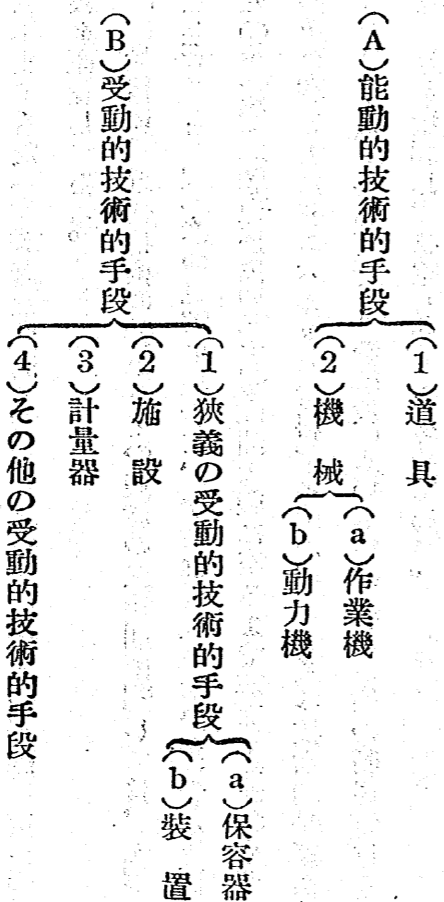 （A）能動的技術的手段
（1）道具
（2）機械
（a）作業機
（b）動力機
（B）受動的技術的手段
（1）狹義の受動的技術的手段
（a）保容器
（b）裝置
（2）施設
（3）計量器
（4）その他の受動的技術的手段